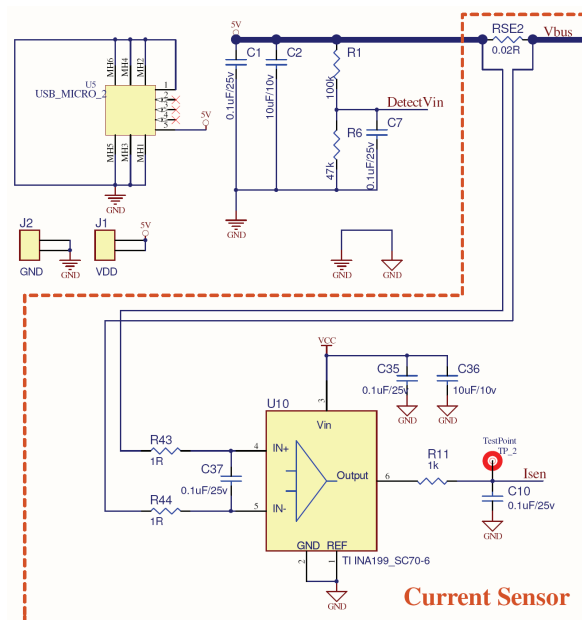 5V
RSE2
Vbus
0.02R
MH6
MH4
MH2
U5
USB_MICRO_2
1
2
3
4
5
5V
MH5
MH3
MH1
GND
C1
0.1uF/25v
C2
10uF/10v
R1
100k
DetectVin
R6
47k
C7
0.1uF/25v
GND
J2
GND
GND
J1
5V
VDD
GND
GND
VCC
C35
0.1uF/25v
C36
10uF/10v
GND
GND
U10
3
Vin
R43
1R
4
IN+
C37
0.1uF/25v
R44
1R
5
IN-
Output
6
R11
1k
TestPoint
TP_2
Isen
C10
0.1uF/25v
GND
GND
REF
2
1
TI INA199_SC70-6
GND
Current Sensor